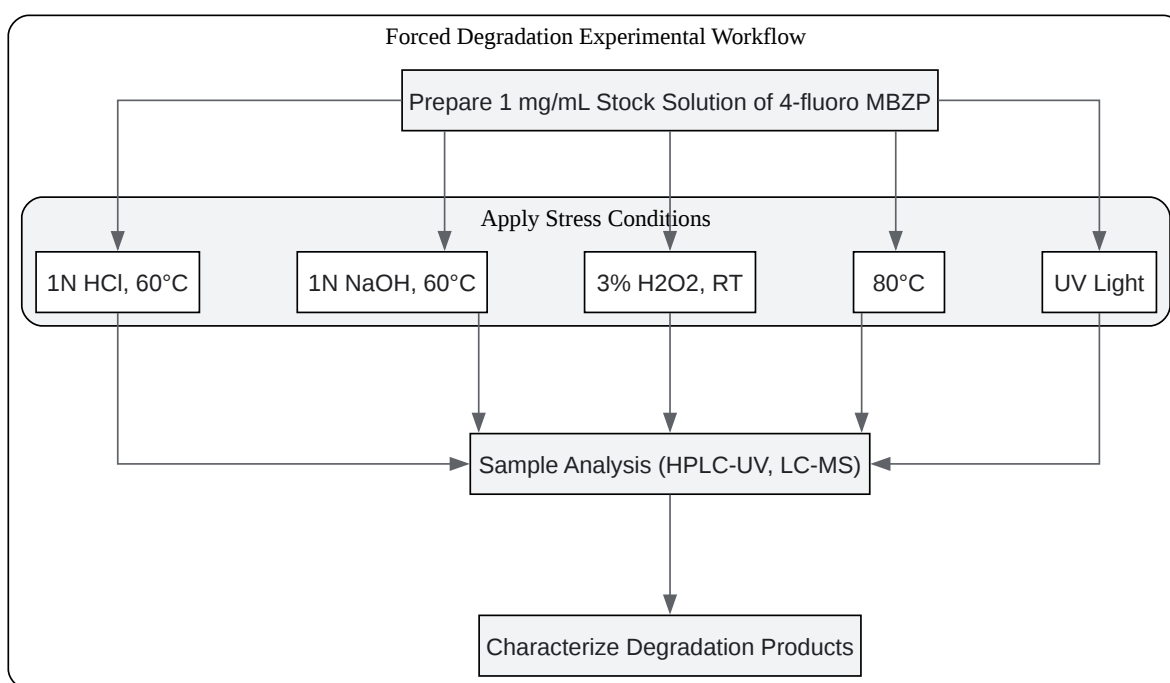 Forced Degradation Experimental Workflow
Prepare 1 mg/mL Stock Solution of 4-fluoro MBZP
Apply Stress Conditions
1N HCl, 60°C
1N NaOH, 60°C
3% H2O2, RT
80°C
UV Light
Sample Analysis (HPLC-UV, LC-MS)
Characterize Degradation Products